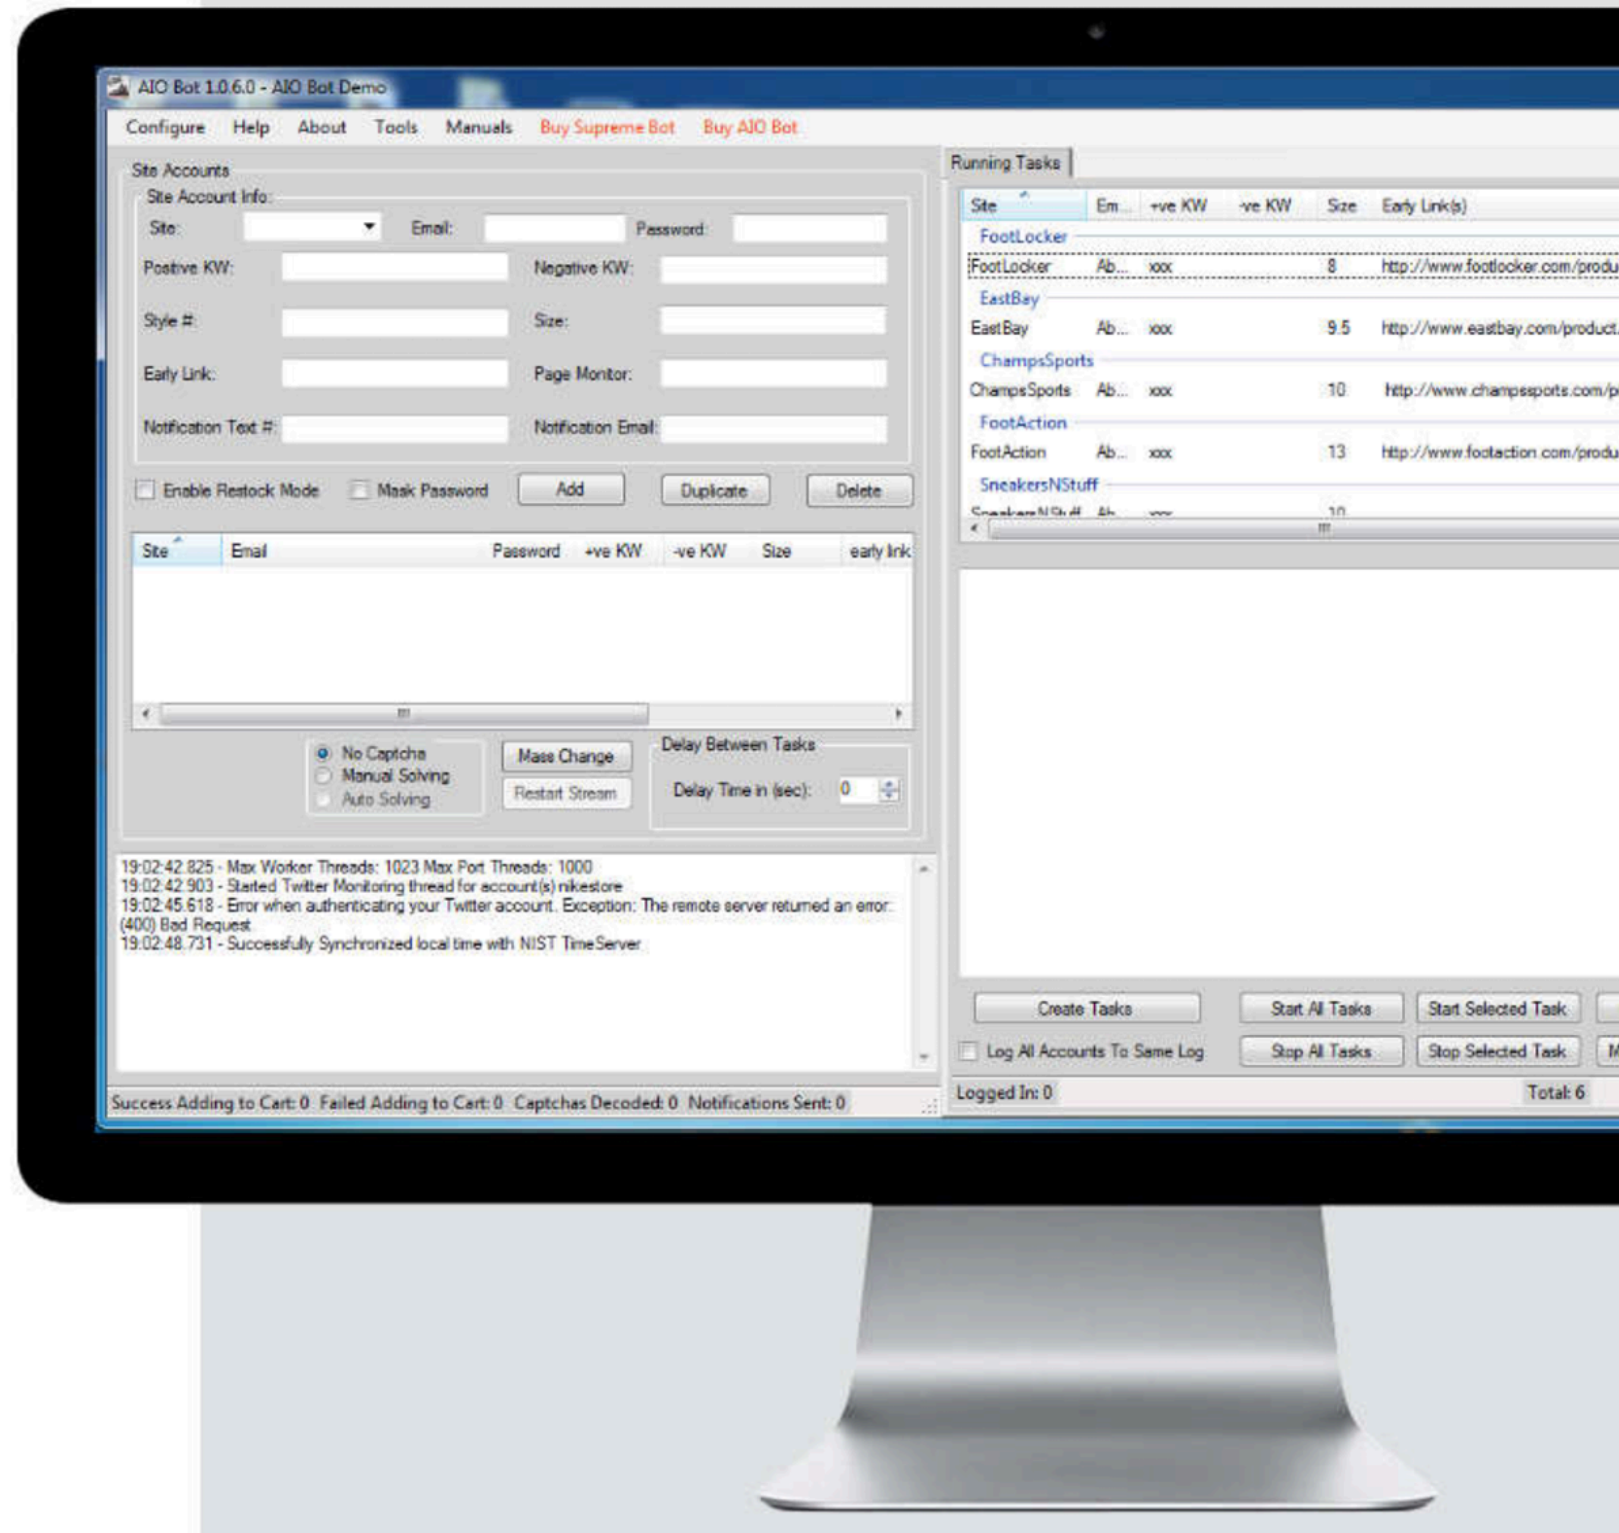 AIO Bot 1.0.6.0 - AIO Bot Demo
Configure Help About Tools Manuals Buy Supreme Bot Buy AIO Bot
Site Accounts
Site Account Info:
Site: Email: Password:
Positive KW: Negative KW:
Style #: Size:
Early Link: Page Monitor:
Notification Text #: Notification Email:
Enable Restock Mode Mask Password Add Duplicate Delete
Site Email Password +ve KW -ve KW Size early link
No Captcha
Manual Solving
Auto Solving
Mass Change
Restart Stream
Delay Between Tasks
Delay Time in (sec): 0
19:02:42.825 - Max Worker Threads: 1023 Max Port Threads: 1000
19:02:42.903 - Started Twitter Monitoring thread for account(s) nikestore
19:02:45.618 - Error when authenticating your Twitter account. Exception: The remote server returned an error:
(400) Bad Request.
19:02:48.731 - Successfully Synchronized local time with NIST TimeServer
Success Adding to Cart: 0 Failed Adding to Cart: 0 Captchas Decoded: 0 Notifications Sent: 0
Running Tasks
Site Em... +ve KW -ve KW Size Early Link(s)
FootLocker
FootLocker Ab... xxx 8 http://www.footlocker.com/produ
EastBay
EastBay Ab... xxx 9.5 http://www.eastbay.com/product.
ChampsSports
ChampsSports Ab... xxx 10 http://www.champssports.com/p
FootAction
FootAction Ab... xxx 13 http://www.footaction.com/produ
SneakersNStuff
SneakersNStuff Ab... xxx 10
Create Tasks Start All Tasks Start Selected Task
Log All Accounts To Same Log Stop All Tasks Stop Selected Task M
Logged In: 0 Total: 6